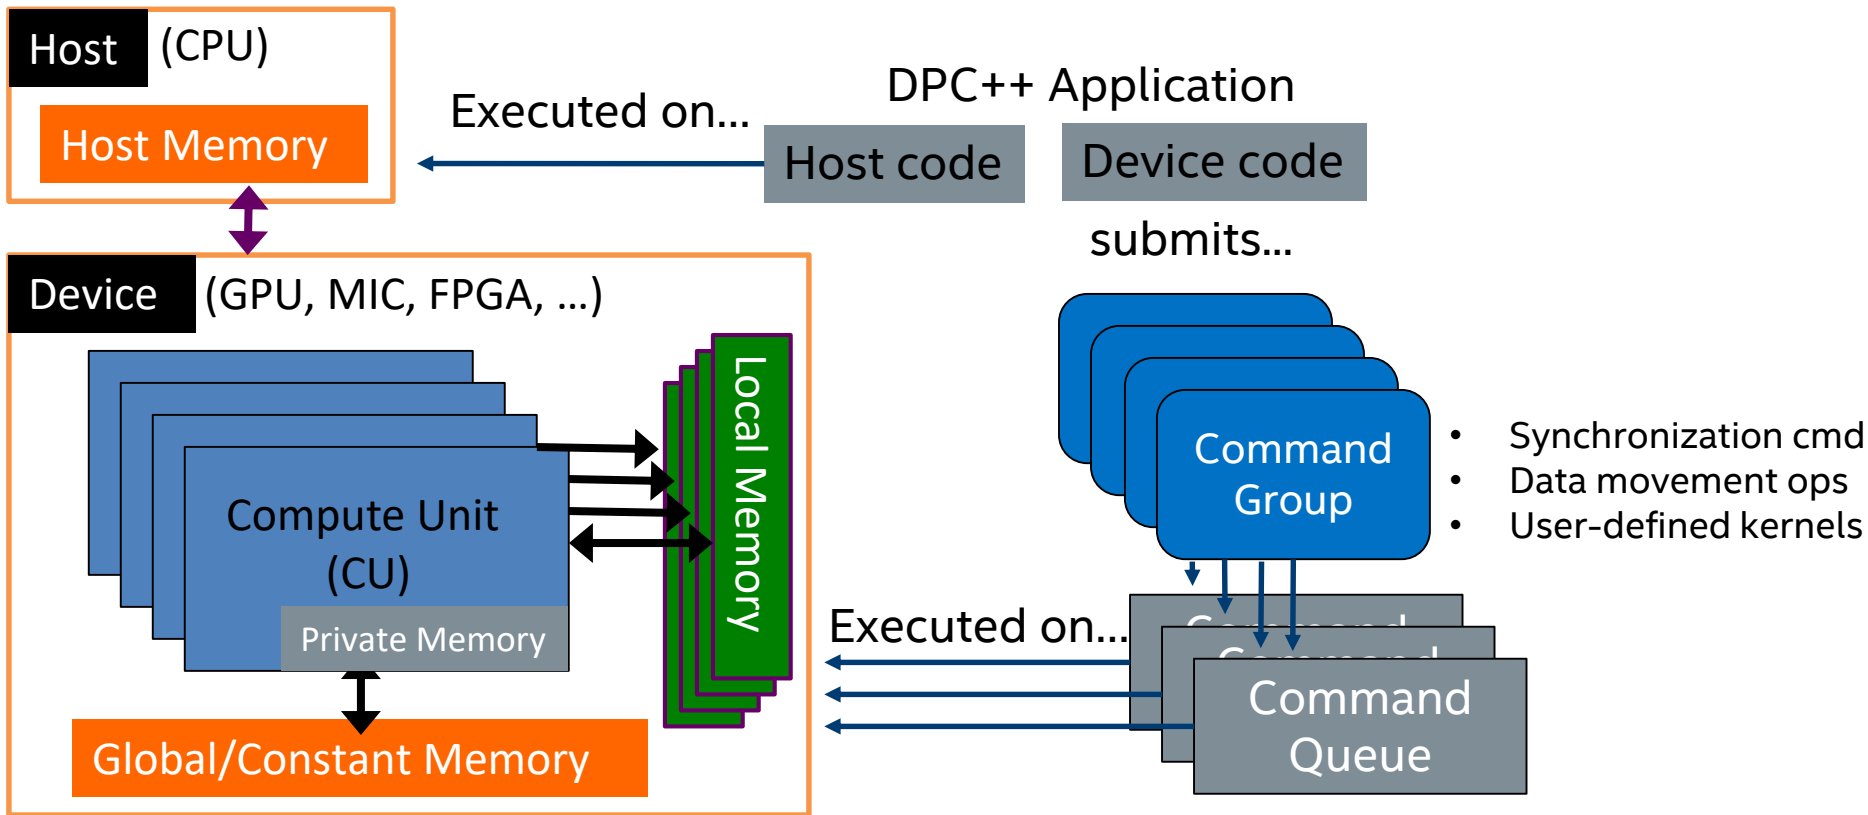 Host (CPU)
Host Memory
Executed on...
DPC++ Application
Host code
Device code
submits...
Device (GPU, MIC, FPGA, ...)
Compute Unit
(CU)
Private Memory
Local Memory
Global/Constant Memory
Command
Group
• Synchronization cmd
• Data movement ops
• User-defined kernels
Executed on...
Command
Command
Command
Queue